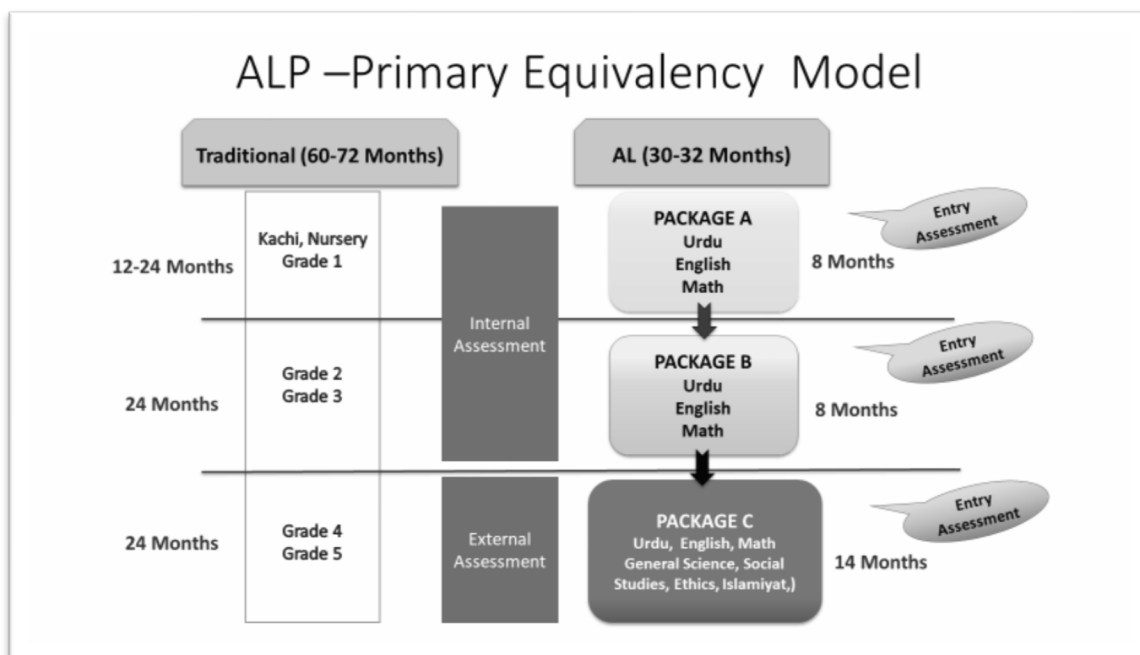 ALP –Primary Equivalency Model
Traditional (60-72 Months)
AL (30-32 Months)
Kachi, Nursery
Grade 1
12-24 Months
PACKAGE A
Urdu
English
Math
8 Months
Entry
Assessment
Internal
Assessment
Grade 2
Grade 3
24 Months
PACKAGE B
Urdu
English
Math
8 Months
Entry
Assessment
Grade 4
Grade 5
24 Months
External
Assessment
PACKAGE C
Urdu, English, Math
General Science, Social
Studies, Ethics, Islamiyat,)
14 Months
Entry
Assessment